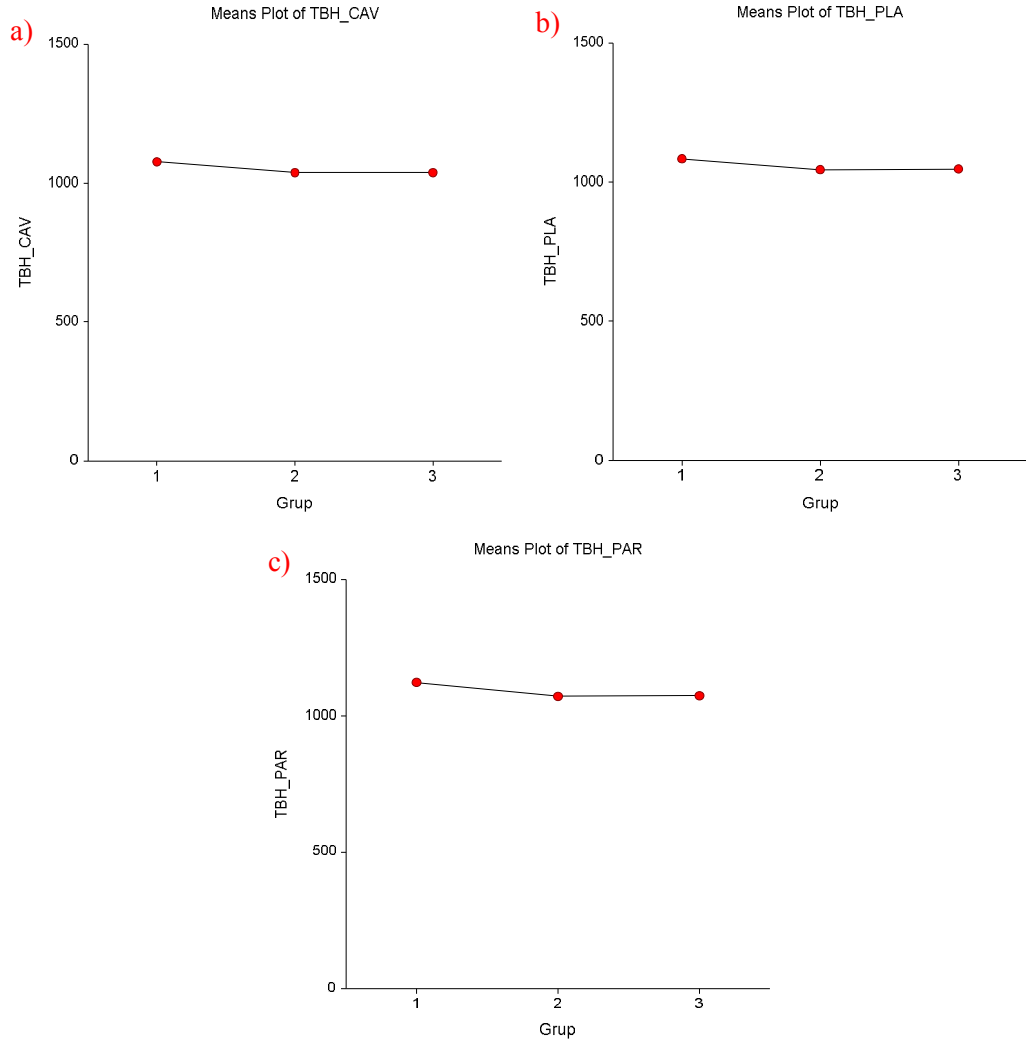 a)
Means Plot of TBH_CAV
1500
1000
500
0
TBH_CAV
1 2 3
Grup
b)
Means Plot of TBH_PLA
1500
1000
500
0
TBH_PLA
1 2 3
Grup
c)
Means Plot of TBH_PAR
1500
1000
500
0
TBH_PAR
1 2 3
Grup